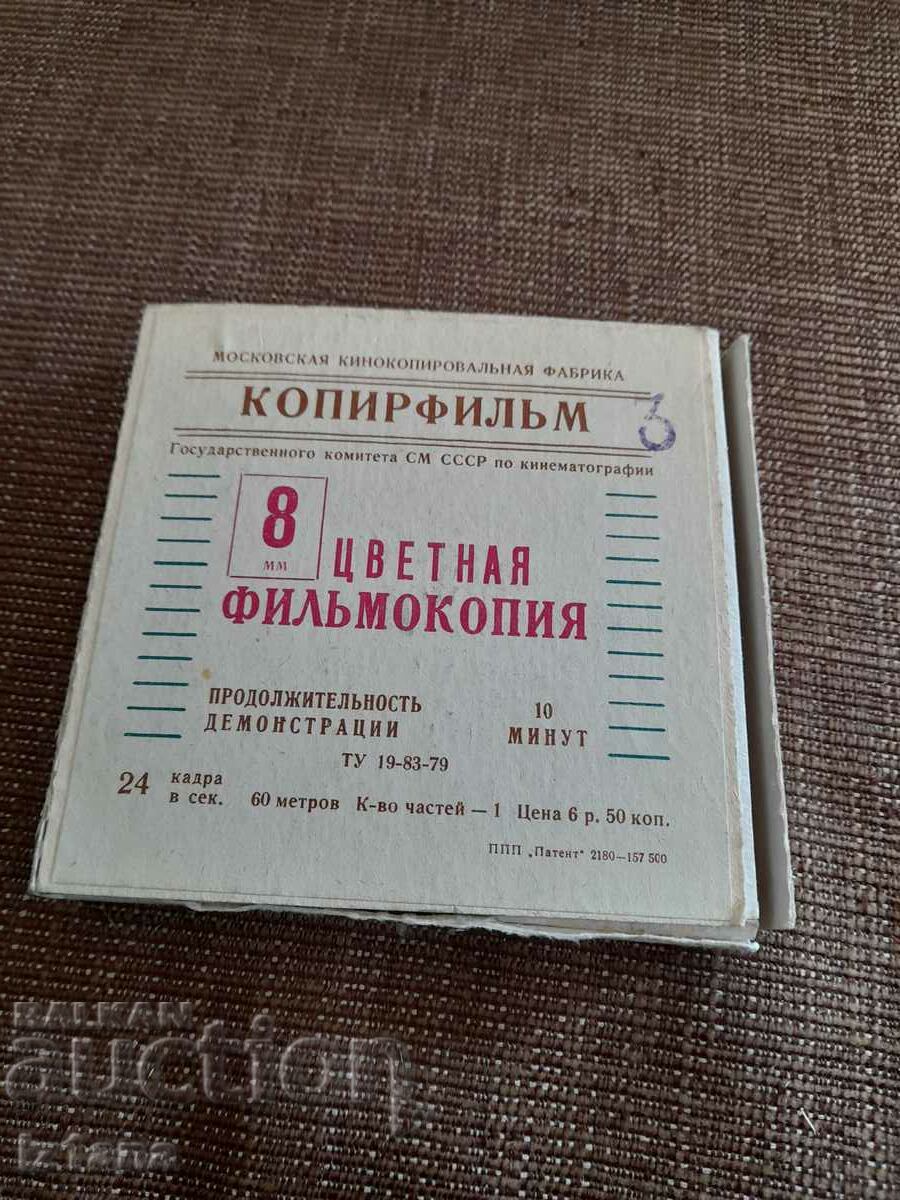 МОСКОВСКАЯ КИНОКОПИРОВАЛЬНАЯ ФАБРИКА
КОПИРФИЛЬМ
3
Государственного комитета СМ СССР по кинематографии
8
мм
ЦВЕТНАЯ
ФИЛЬМОКОПИЯ
ПРОДОЛЖИТЕЛЬНОСТЬ ДЕМОНСТРАЦИИ
10 МИНУТ
ТУ 19-83-79
24 кадра в сек. 60 метров К-во частей — 1 Цена 6 р. 50 коп.
ППП „Патент" 2180—157 500
BALKAN
auction
izfana